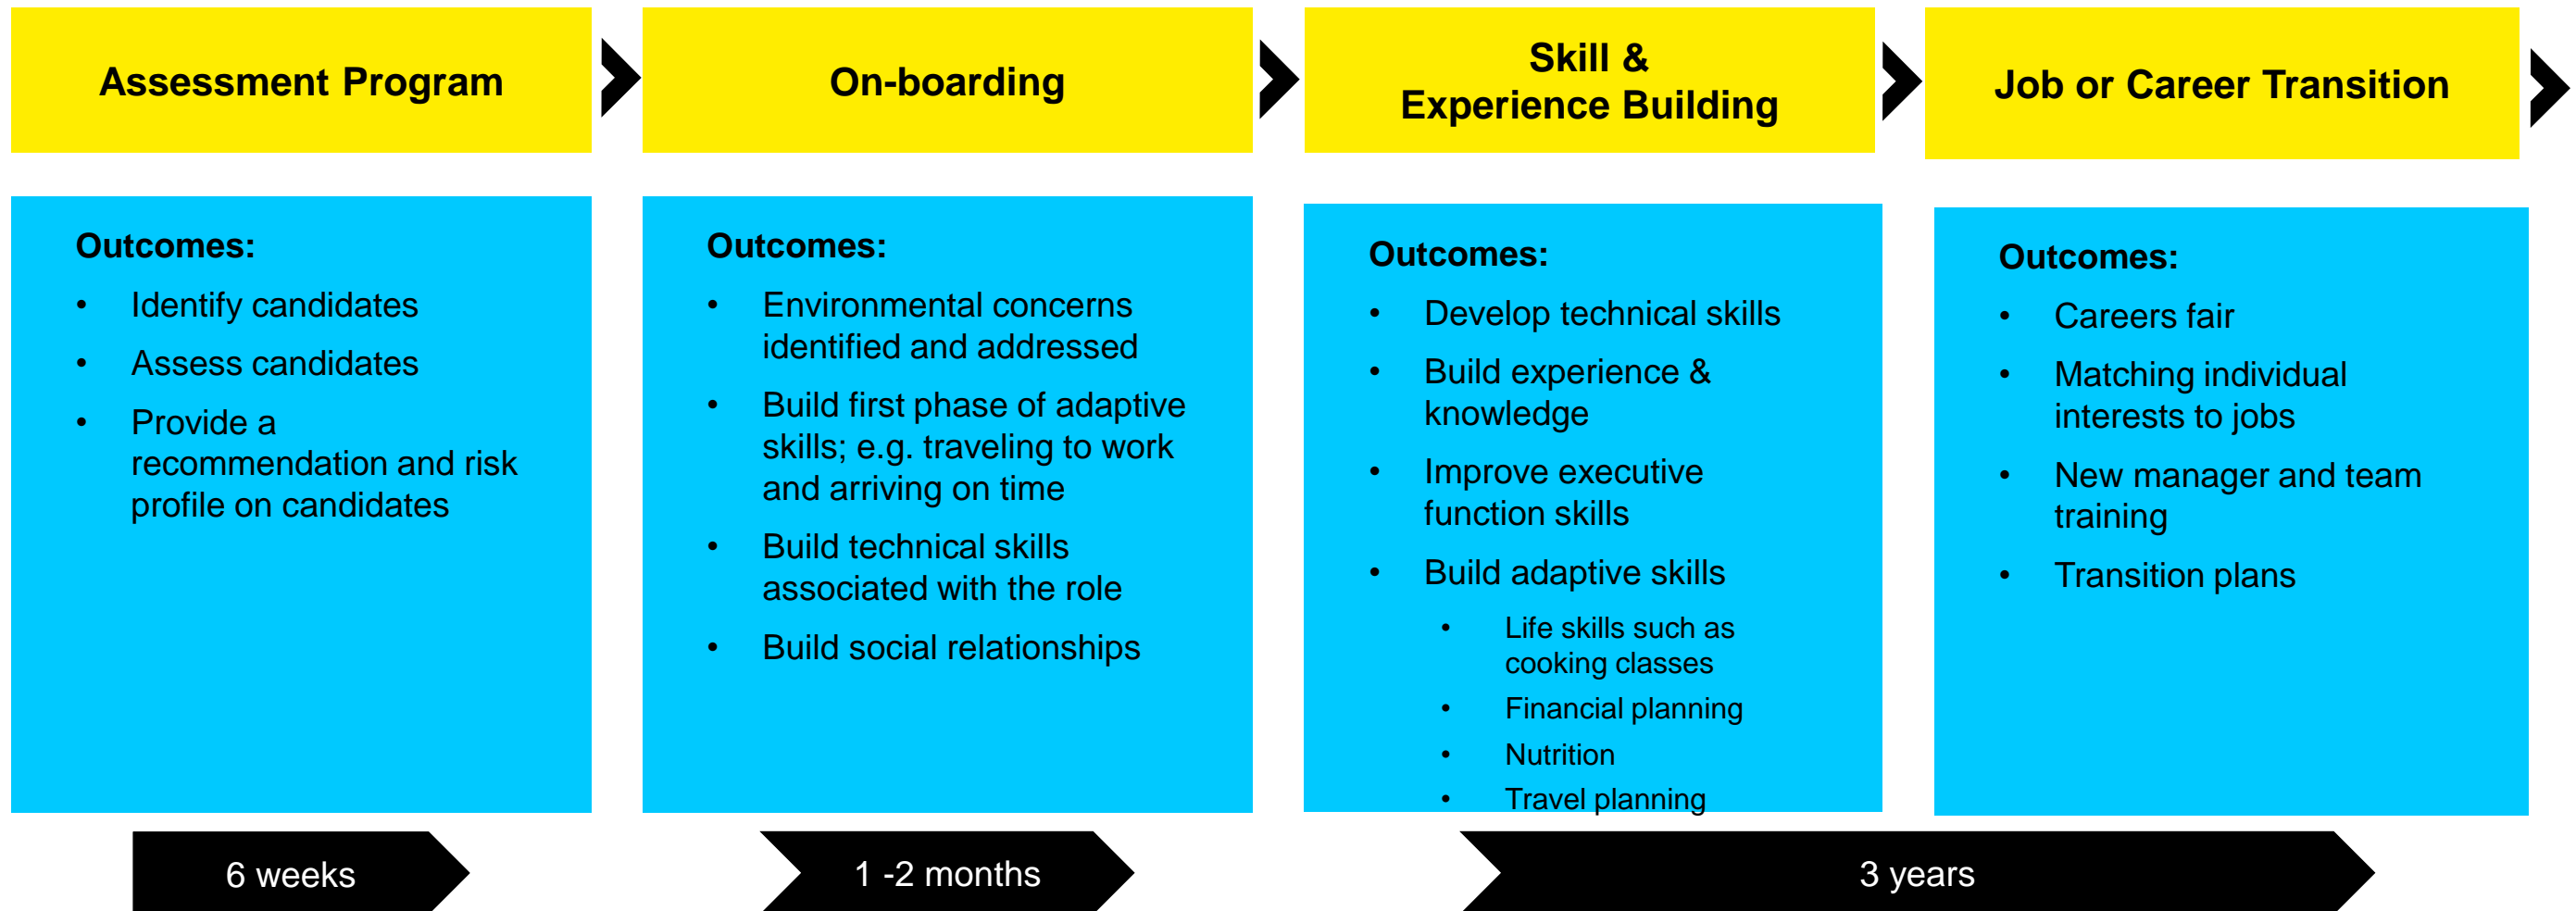 Assessment Program
On-boarding
Skill &
Experience Building
Job or Career Transition
Outcomes:
• Identify candidates
• Assess candidates
• Provide a
recommendation and risk
profile on candidates
Outcomes:
• Environmental concerns
identified and addressed
• Build first phase of adaptive
skills; e.g. traveling to work
and arriving on time
• Build technical skills
associated with the role
• Build social relationships
Outcomes:
• Develop technical skills
• Build experience &
knowledge
• Improve executive
function skills
• Build adaptive skills
• Life skills such as
cooking classes
• Financial planning
• Nutrition
• Travel planning
Outcomes:
• Careers fair
• Matching individual
interests to jobs
• New manager and team
training
• Transition plans
6 weeks
1 -2 months
3 years